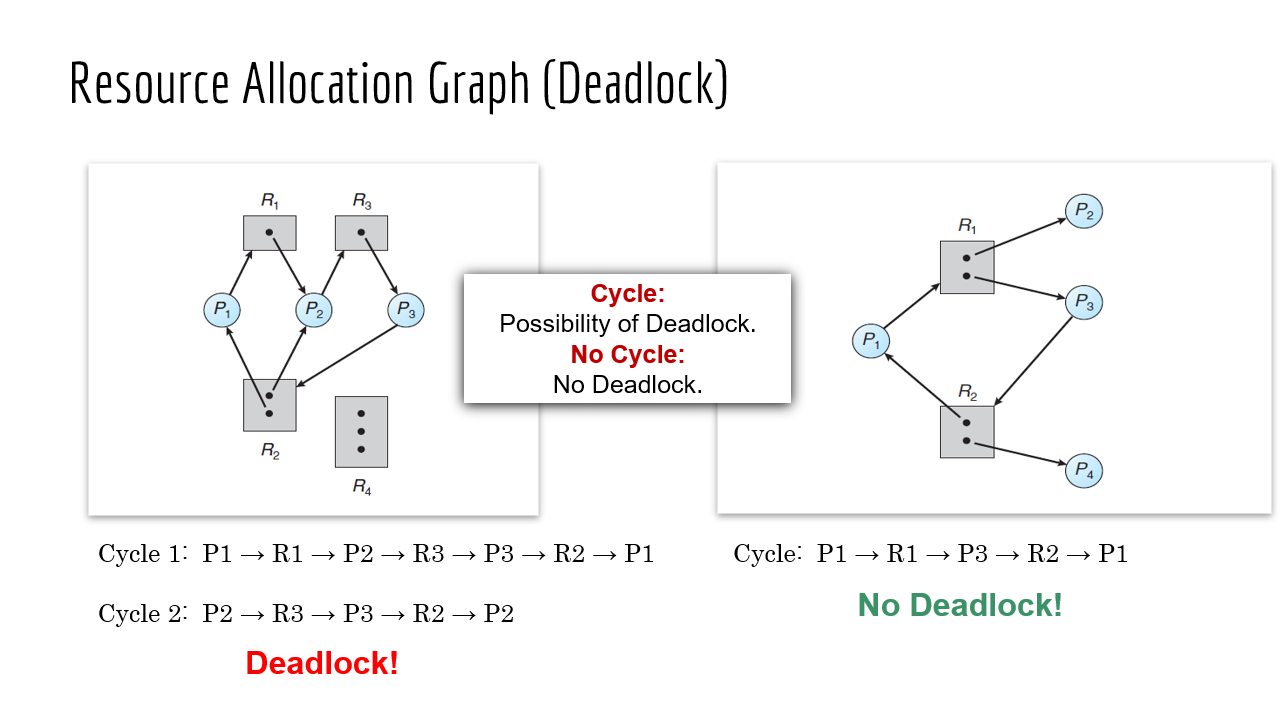 Resource Allocation Graph (Deadlock)
R1
R3
P1
P2
P3
R2
R4
Cycle:
Possibility of Deadlock.
No Cycle:
No Deadlock.
P2
R1
P3
P1
R2
P4
Cycle 1: P1 → R1 → P2 → R3 → P3 → R2 → P1
Cycle 2: P2 → R3 → P3 → R2 → P2
Deadlock!
Cycle: P1 → R1 → P3 → R2 → P1
No Deadlock!